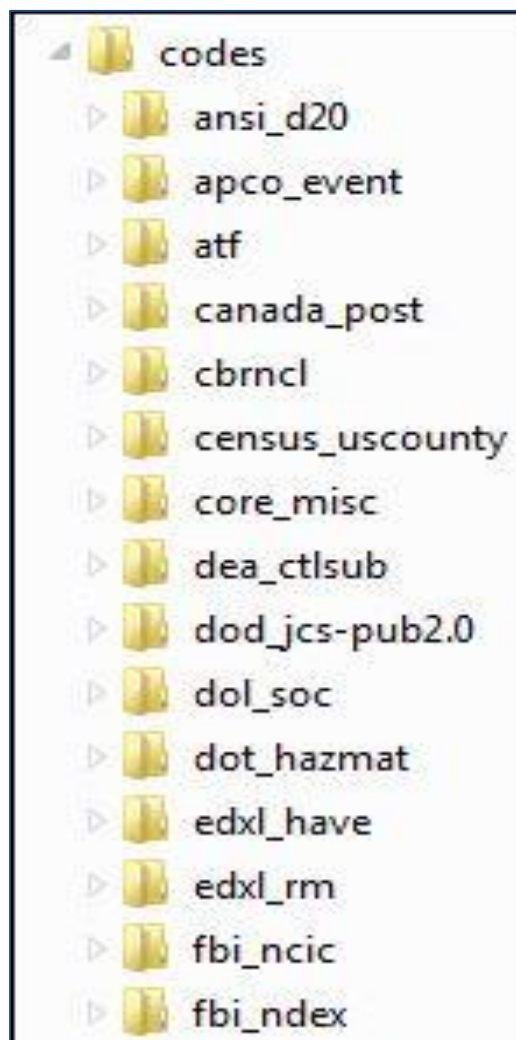 codes
ansi_d20
apco_event
atf
canada_post
cbrncl
census_uscounty
core_misc
dea_ctlsub
dod_jcs-pub2.0
dol_soc
dot_hazmat
edxl_have
edxl_rm
fbi_ncic
fbi_ndex